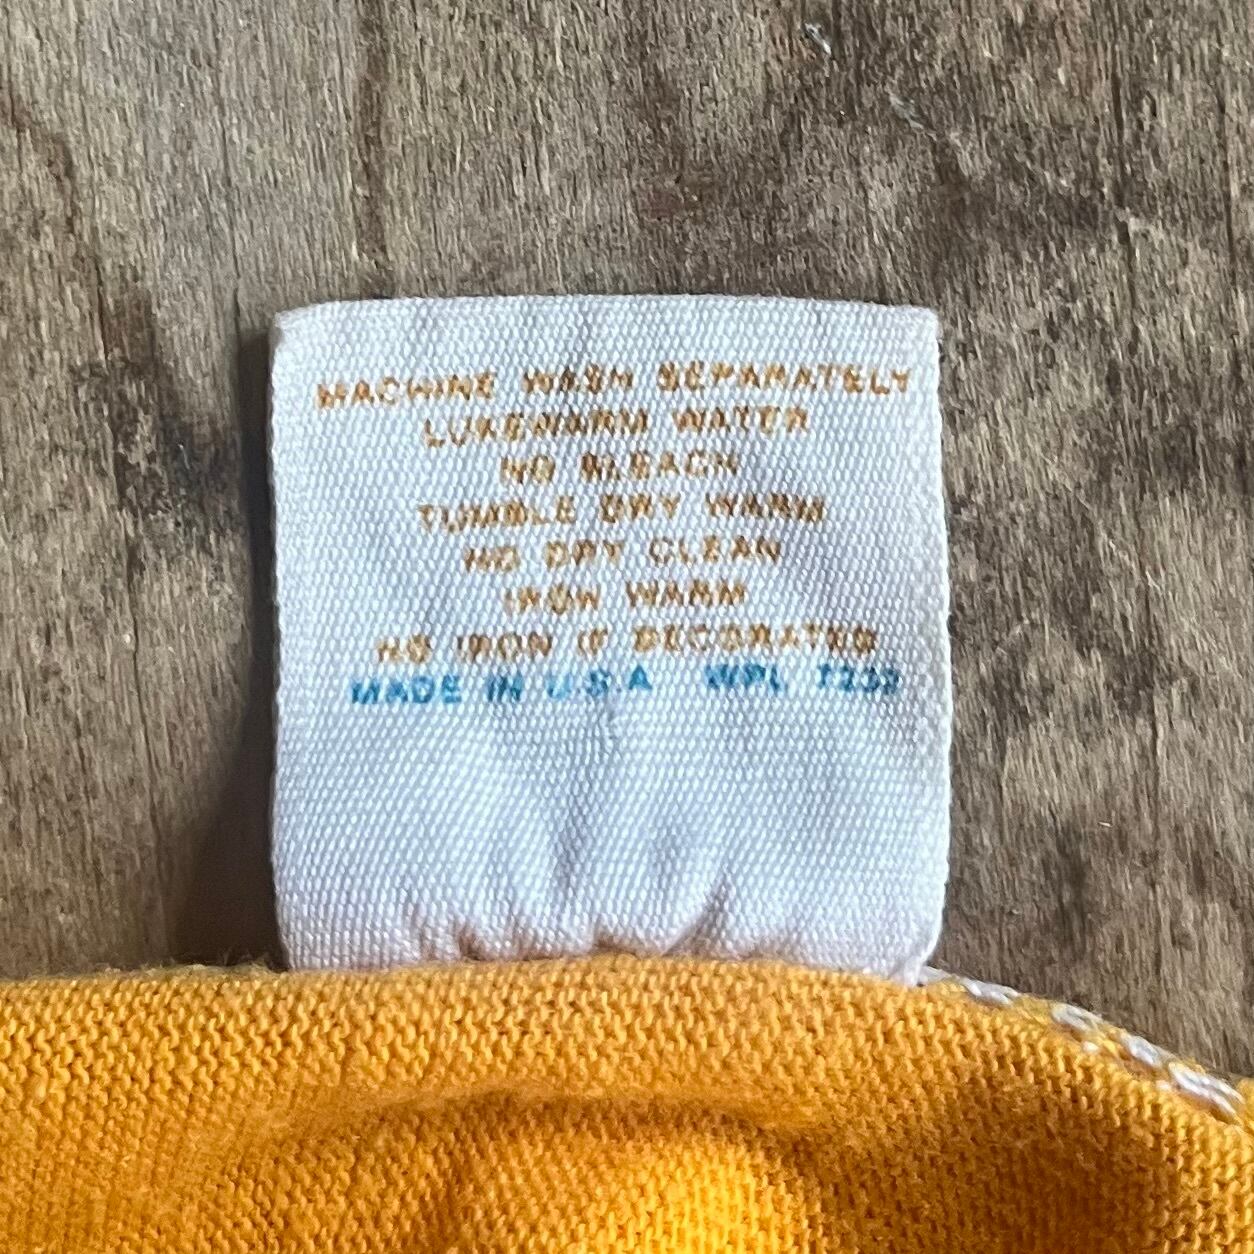 MACHINE WASH SEPARATELY
LUKEWARM WATER
NO BLEACH
TUMBLE DRY WARM
NO DRY CLEAN
IRON WARM
NO IRON IF DECORATED
MADE IN U.S.A WPL 7232